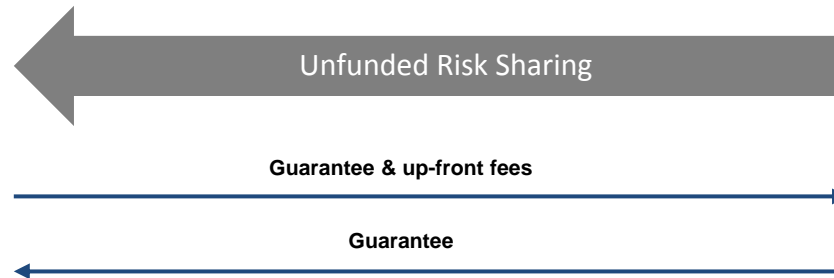 Unfunded Risk Sharing
Guarantee & up-front fees
Guarantee